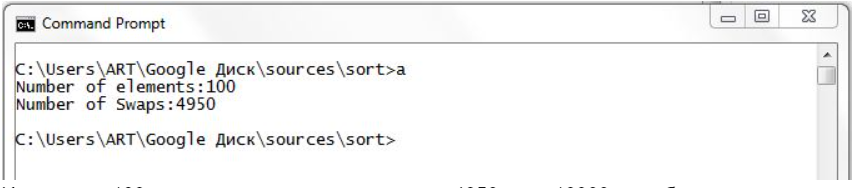 Command Prompt
C:\Users\ART\Google Диск\sources\sort>a
Number of elements:100
Number of Swaps:4950
C:\Users\ART\Google Диск\sources\sort>